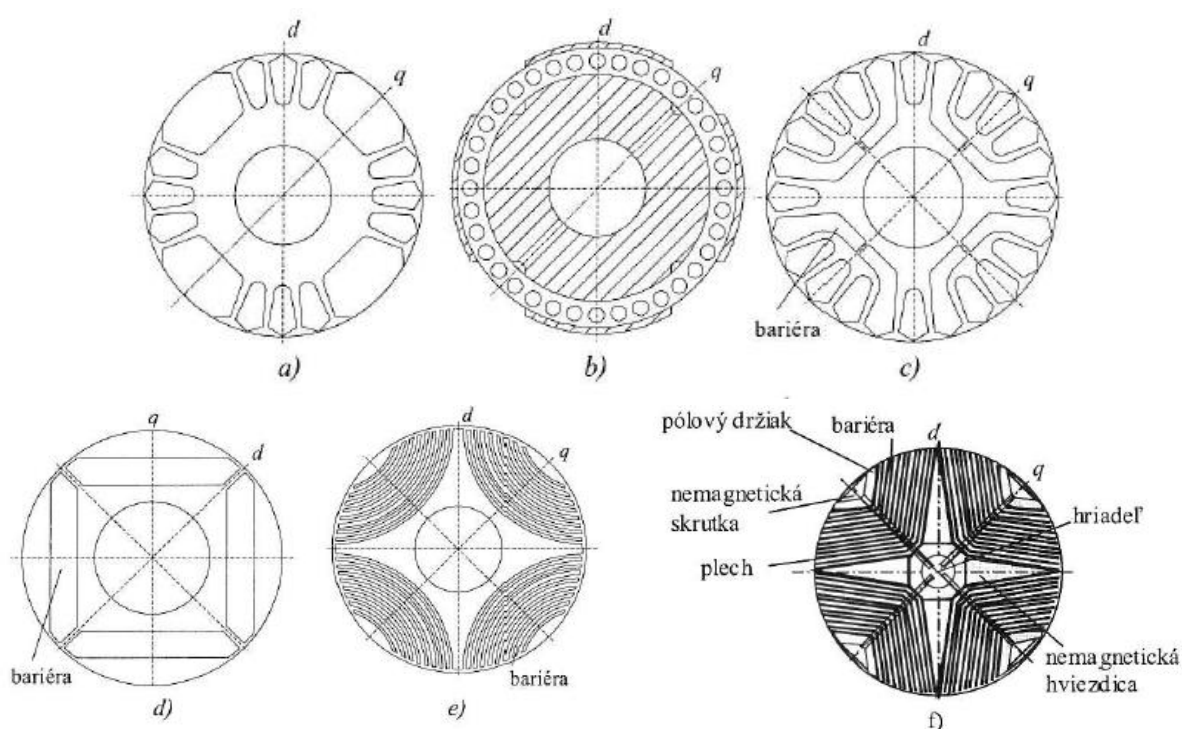 d
q
a)
d
q
b)
d
q
bariéra
c)
q
d
bariéra
d)
d
q
bariéra
e)
pólový držiak
bariéra
nemagnetická
skrutka
plech
d
q
hriadeľ
nemagnetická
hviezdica
f)